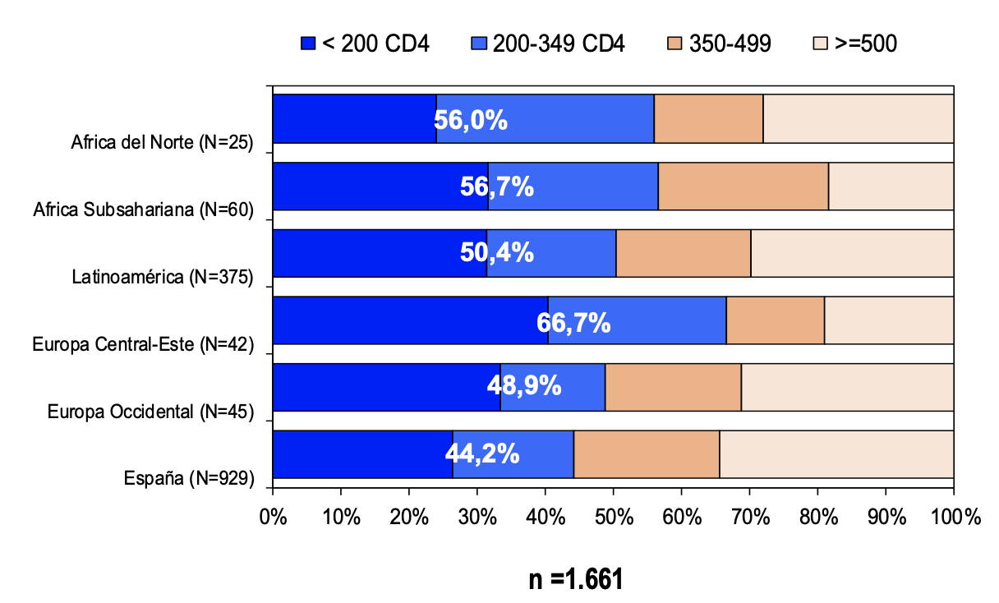 < 200 CD4 200-349 CD4 350-499 >=500
Africa del Norte (N=25) 56,0%
Africa Subsahariana (N=60) 56,7%
Latinoamérica (N=375) 50,4%
Europa Central-Este (N=42) 66,7%
Europa Occidental (N=45) 48,9%
España (N=929) 44,2%
0% 10% 20% 30% 40% 50% 60% 70% 80% 90% 100%
n =1.661